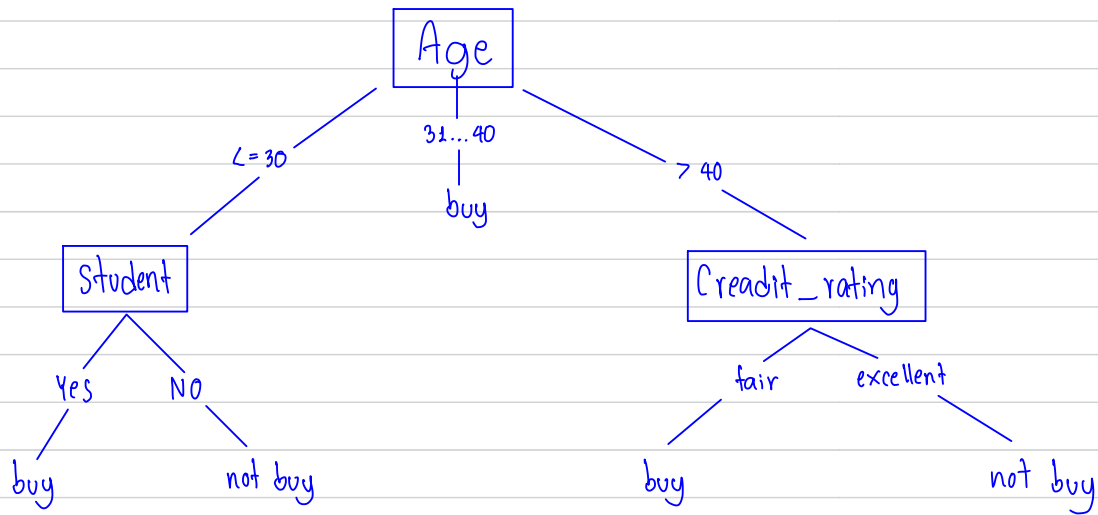 Age
31...40
<=30
> 40
buy
Student
Creadit_rating
Yes
NO
fair
excellent
buy
not buy
buy
not buy